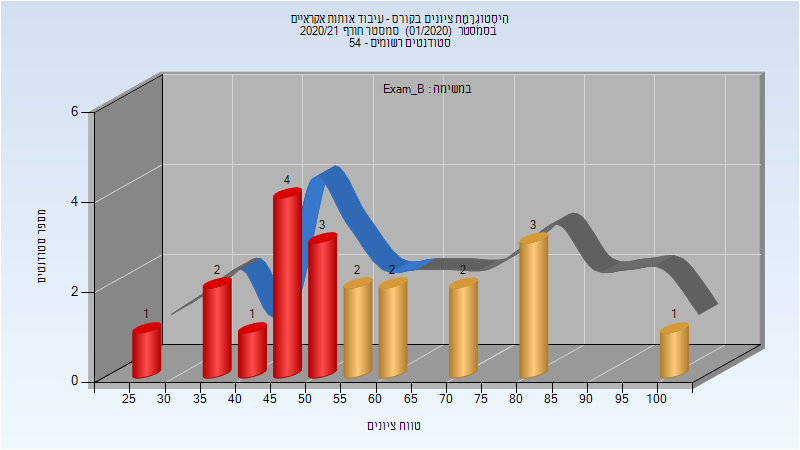 היסטוגרמת ציונים בקורס - עיבוד אותות אקראיים
בסמסטר (01/2020) סמסטר חורף 2020/21
סטודנטים רשומים - 54
במשימה : Exam_B
מספר סטודנטים
6
4
2
0
1
2
1
4
3
2
2
2
3
1
25 30 35 40 45 50 55 60 65 70 75 80 85 90 95 100
טווח ציונים